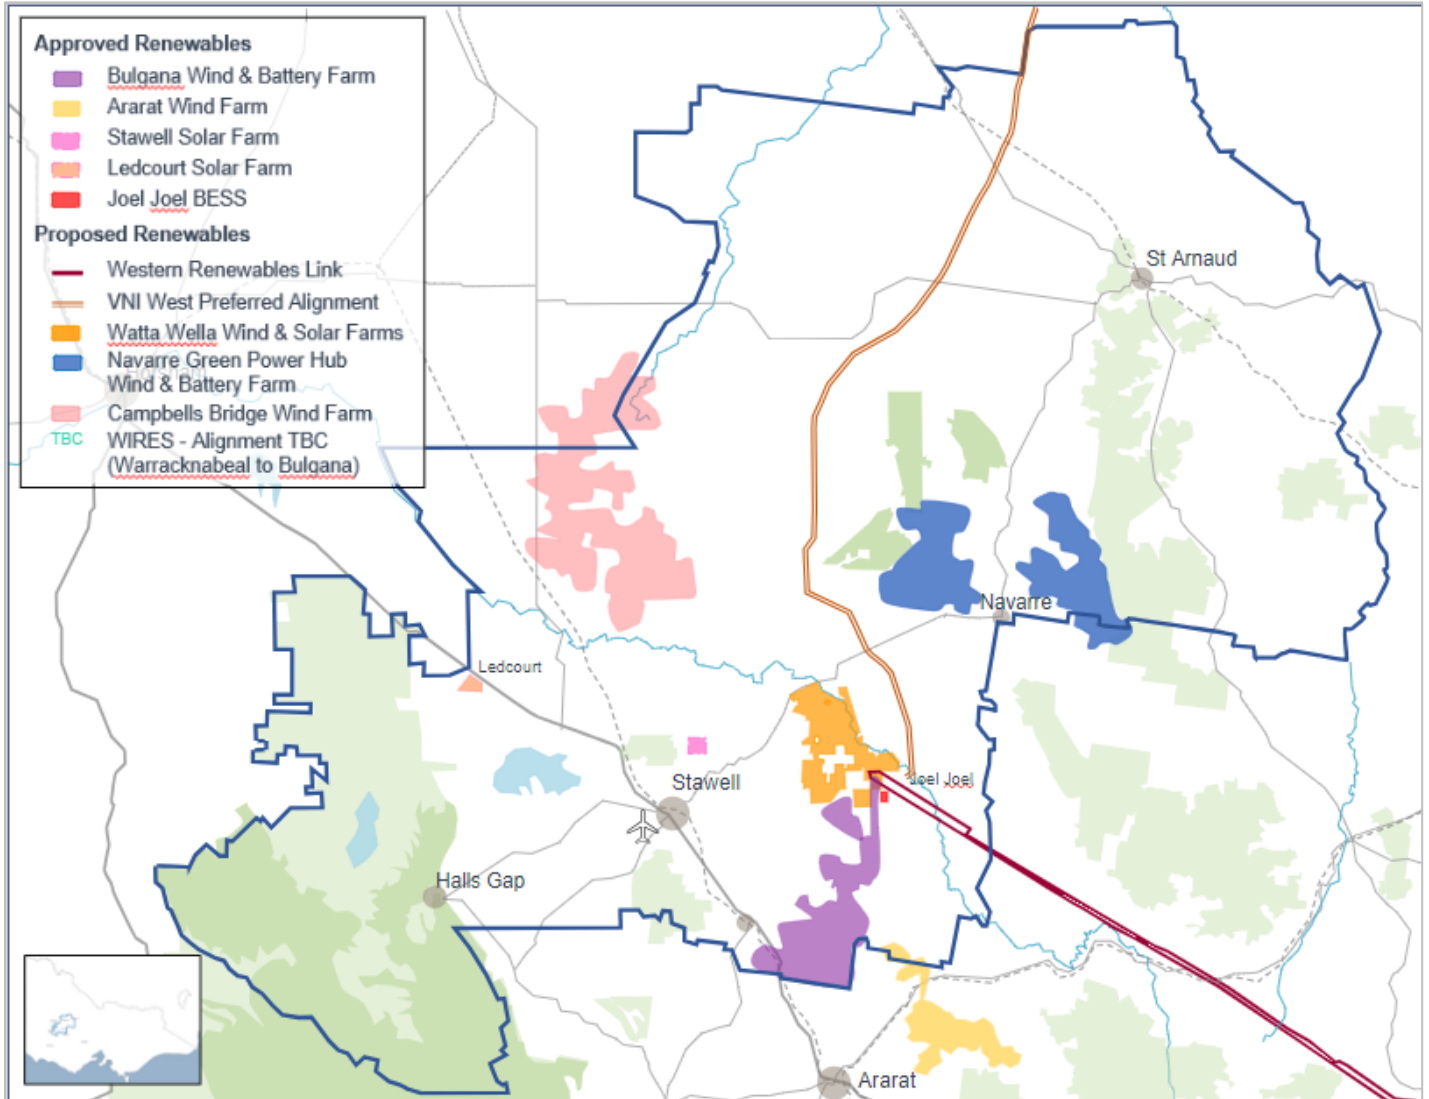 Approved Renewables
Bulgana Wind & Battery Farm
Ararat Wind Farm
Stawell Solar Farm
Ledcourt Solar Farm
Joel Joel BESS
Proposed Renewables
Western Renewables Link
VNI West Preferred Alignment
Watta Wella Wind & Solar Farms
Navarre Green Power Hub
Wind & Battery Farm
Horsham
Campbells Bridge Wind Farm
TBC WIRES - Alignment TBC
(Warracknabeal to Bulgana)
St Arnaud
Navarre
Ledcourt
Joel Joel
Stawell
Halls Gap
Ararat